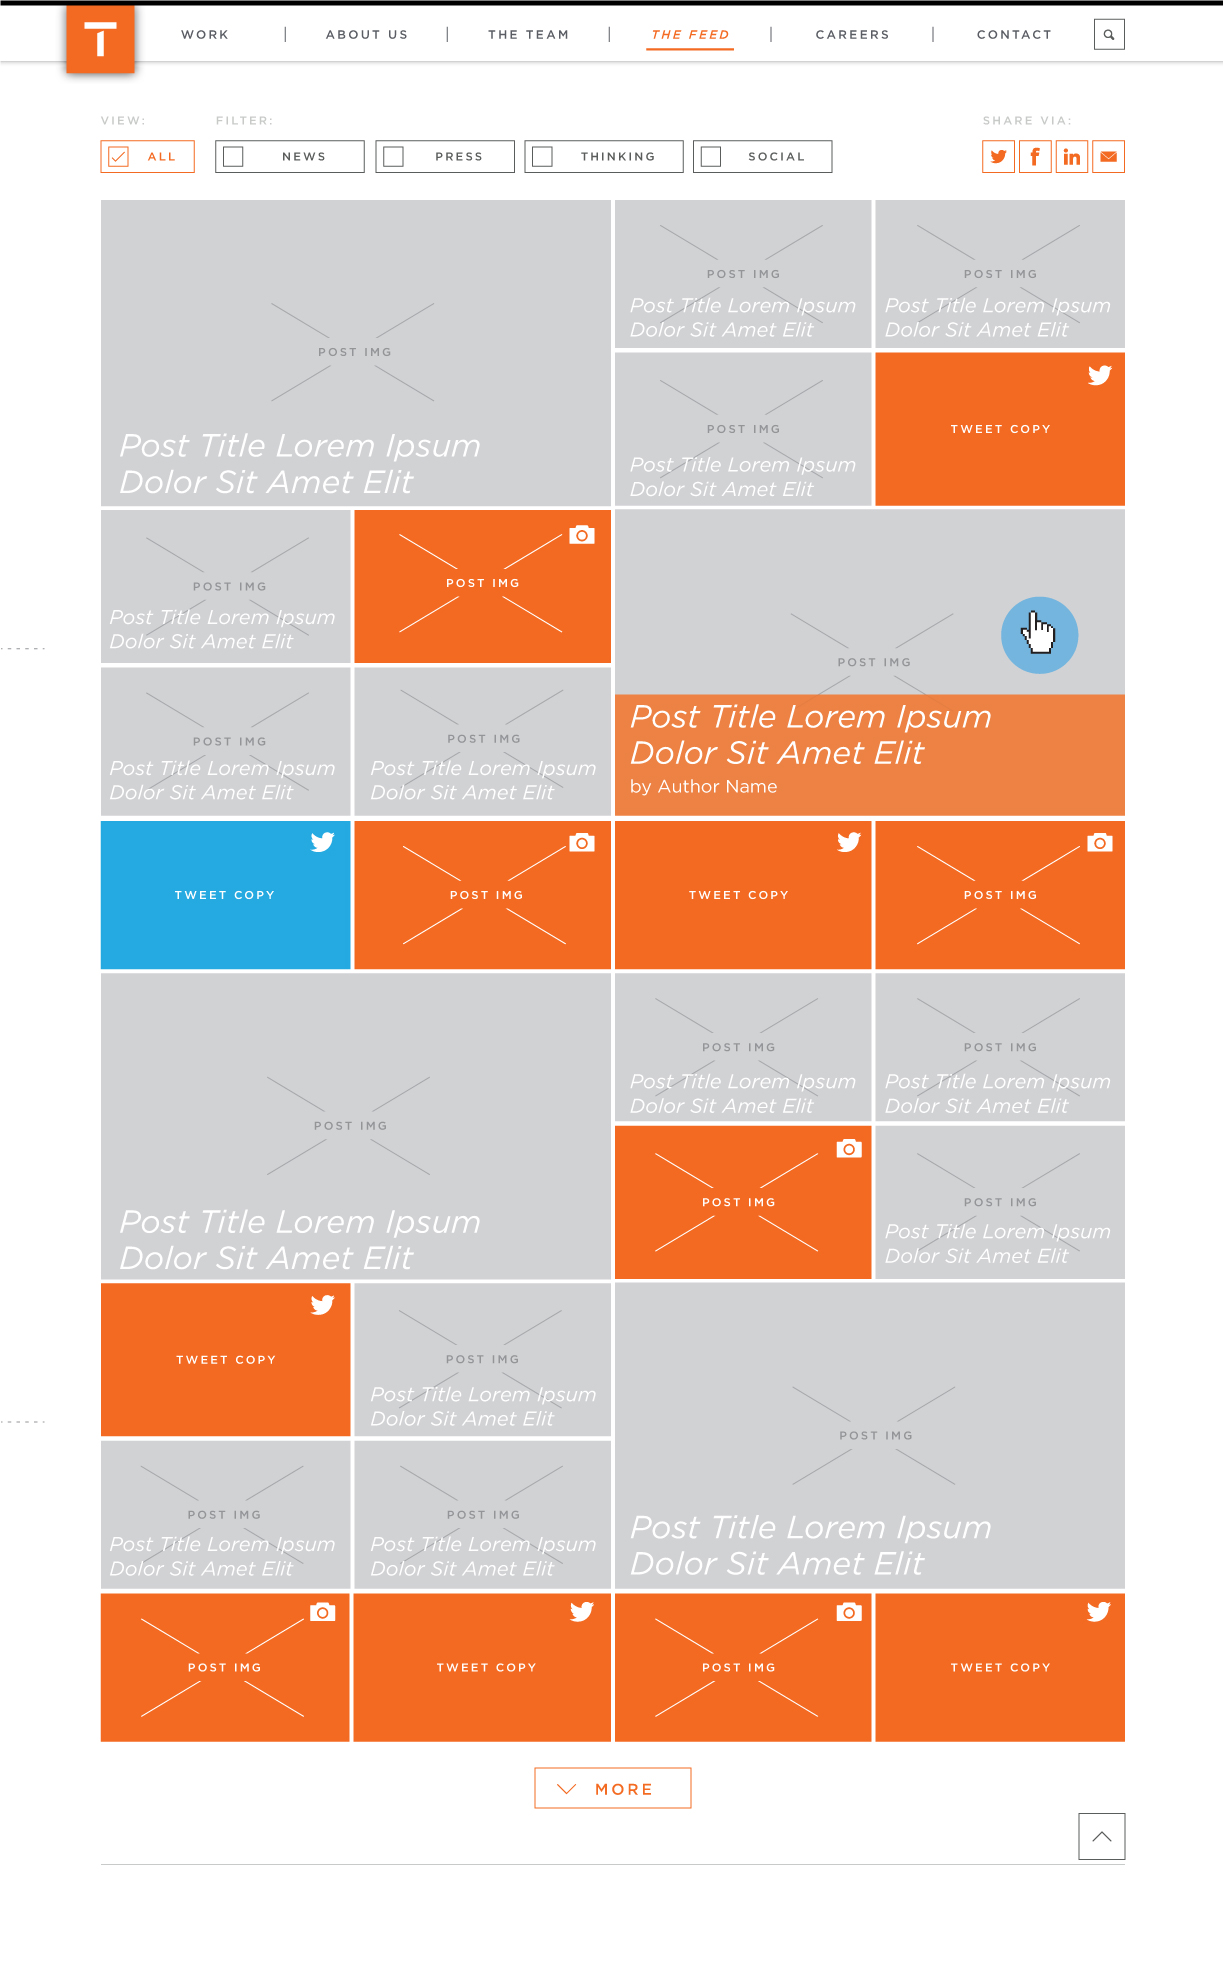 T
WORK | ABOUT US | THE TEAM | THE FEED | CAREERS | CONTACT
VIEW: FILTER: SHARE VIA:
ALL NEWS PRESS THINKING SOCIAL
POST IMG
Post Title Lorem Ipsum
Dolor Sit Amet Elit
POST IMG
Post Title Lorem Ipsum
Dolor Sit Amet Elit
POST IMG
Post Title Lorem Ipsum
Dolor Sit Amet Elit
POST IMG
Post Title Lorem Ipsum
Dolor Sit Amet Elit
TWEET COPY
POST IMG
Post Title Lorem Ipsum
Dolor Sit Amet Elit
POST IMG
POST IMG
Post Title Lorem Ipsum
Dolor Sit Amet Elit
by Author Name
POST IMG
Post Title Lorem Ipsum
Dolor Sit Amet Elit
POST IMG
Post Title Lorem Ipsum
Dolor Sit Amet Elit
TWEET COPY
POST IMG
TWEET COPY
POST IMG
POST IMG
Post Title Lorem Ipsum
Dolor Sit Amet Elit
POST IMG
Post Title Lorem Ipsum
Dolor Sit Amet Elit
POST IMG
Post Title Lorem Ipsum
Dolor Sit Amet Elit
POST IMG
POST IMG
Post Title Lorem Ipsum
Dolor Sit Amet Elit
TWEET COPY
POST IMG
Post Title Lorem Ipsum
Dolor Sit Amet Elit
POST IMG
Post Title Lorem Ipsum
Dolor Sit Amet Elit
POST IMG
Post Title Lorem Ipsum
Dolor Sit Amet Elit
POST IMG
Post Title Lorem Ipsum
Dolor Sit Amet Elit
POST IMG
TWEET COPY
POST IMG
TWEET COPY
MORE